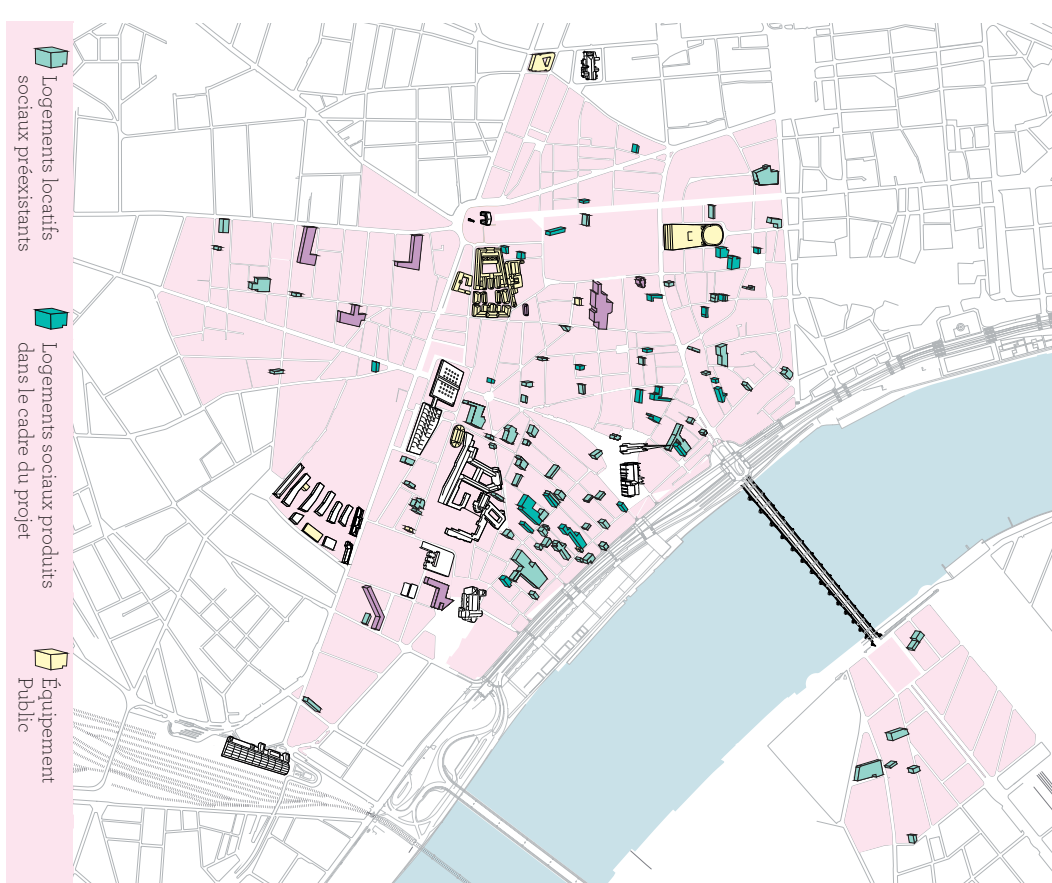 Logements locatifs
sociaux préexistants
Logements sociaux produits
dans le cadre du projet
Équipement
Public